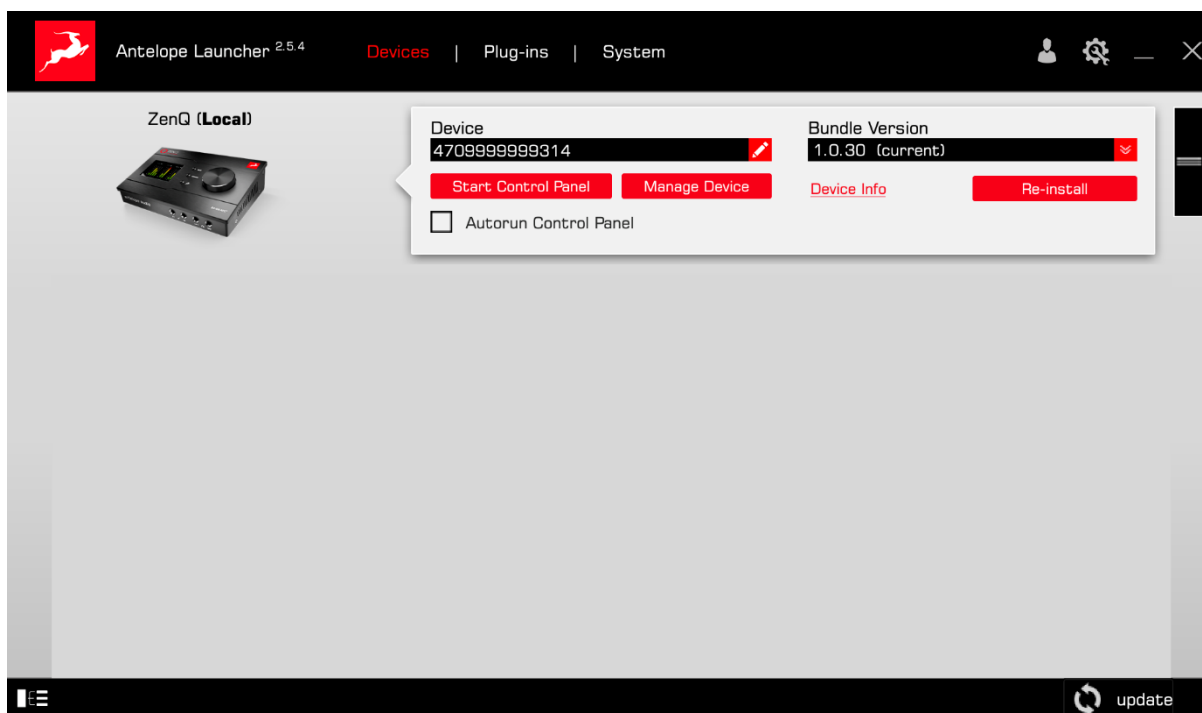 Antelope Launcher 2.5.4
Devices | Plug-ins | System
ZenQ (Local)
Device
4709999999314
Start Control Panel
Manage Device
Autorun Control Panel
Bundle Version
1.0.30 (current)
Device Info
Re-install
update